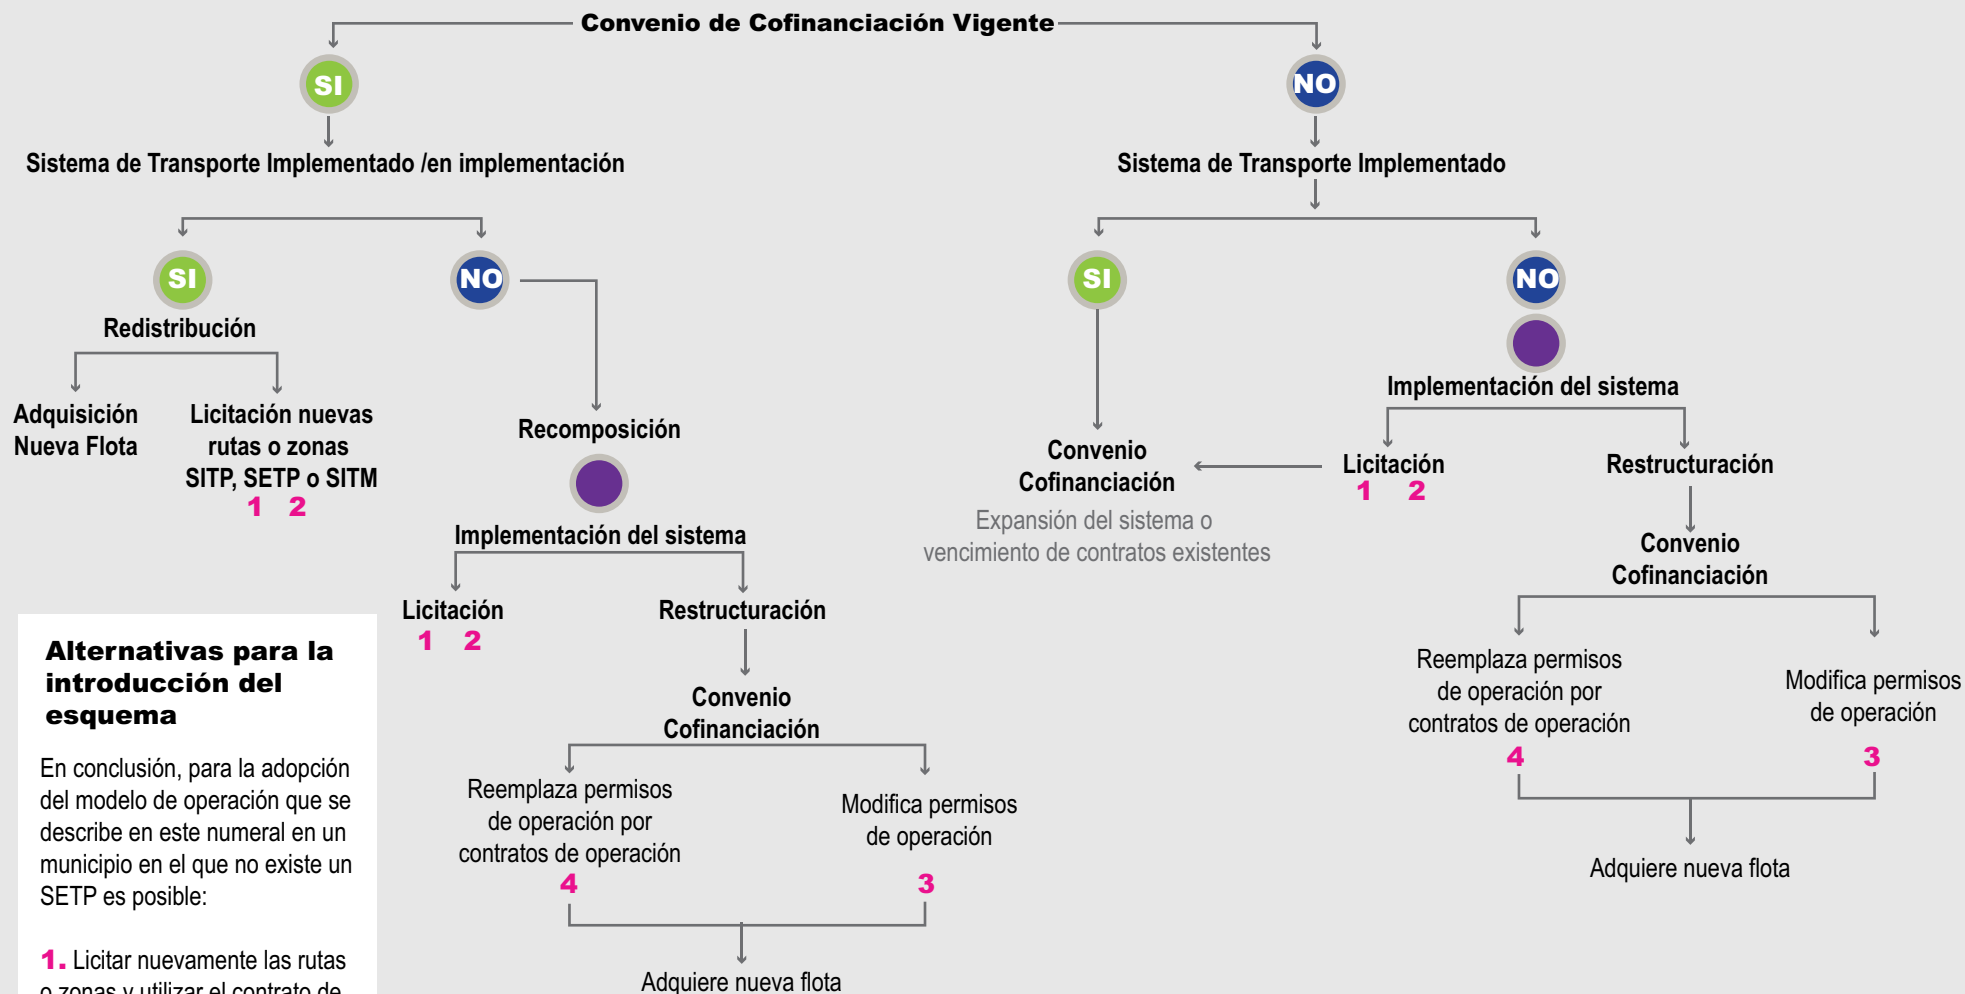 Convenio de Cofinanciación Vigente
SI
NO
Sistema de Transporte Implementado /en implementación
Sistema de Transporte Implementado
SI
NO
SI
NO
Redistribución
Adquisición
Nueva Flota
Licitación nuevas
rutas o zonas
SITP, SETP o SITM
1 2
Recomposición
Implementación del sistema
Licitación
1 2
Restructuración
Convenio
Cofinanciación
Reemplaza permisos
de operación por
contratos de operación
4
Modifica permisos
de operación
3
Adquiere nueva flota
Convenio
Cofinanciación
Expansión del sistema o
vencimiento de contratos existentes
Implementación del sistema
Licitación
1 2
Restructuración
Convenio
Cofinanciación
Reemplaza permisos
de operación por
contratos de operación
4
Modifica permisos
de operación
3
Adquiere nueva flota
Alternativas para la
introducción del
esquema
En conclusión, para la adopción
del modelo de operación que se
describe en este numeral en un
municipio en el que no existe un
SETP es posible:
1. Licitar nuevamente las rutas
o zonas y utilizar el contrato de